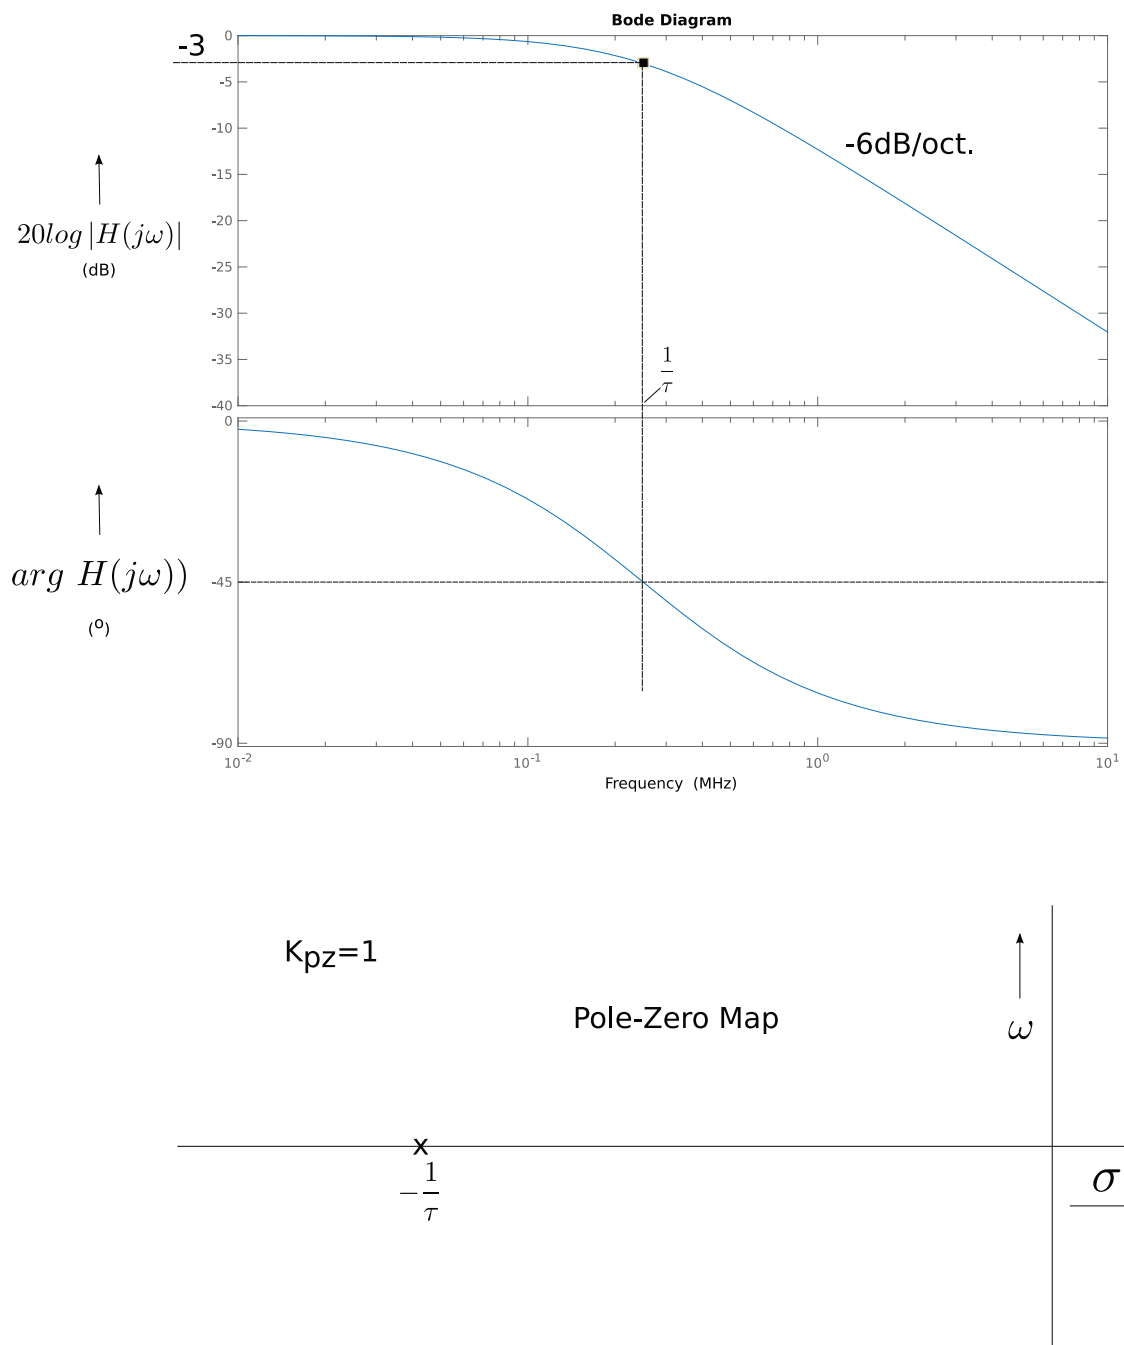 Bode Diagram
-3
0
-5
-10
-6dB/oct.
-15
-20
20log |H(jω)|
(dB)
-25
-30
-35
1/τ
-40
0
arg H(jω))
-45
(º)
-90
10⁻² 10⁻¹ 10⁰ 10¹
Frequency (MHz)
Kpz=1
Pole-Zero Map
ω
x
-1/τ
σ